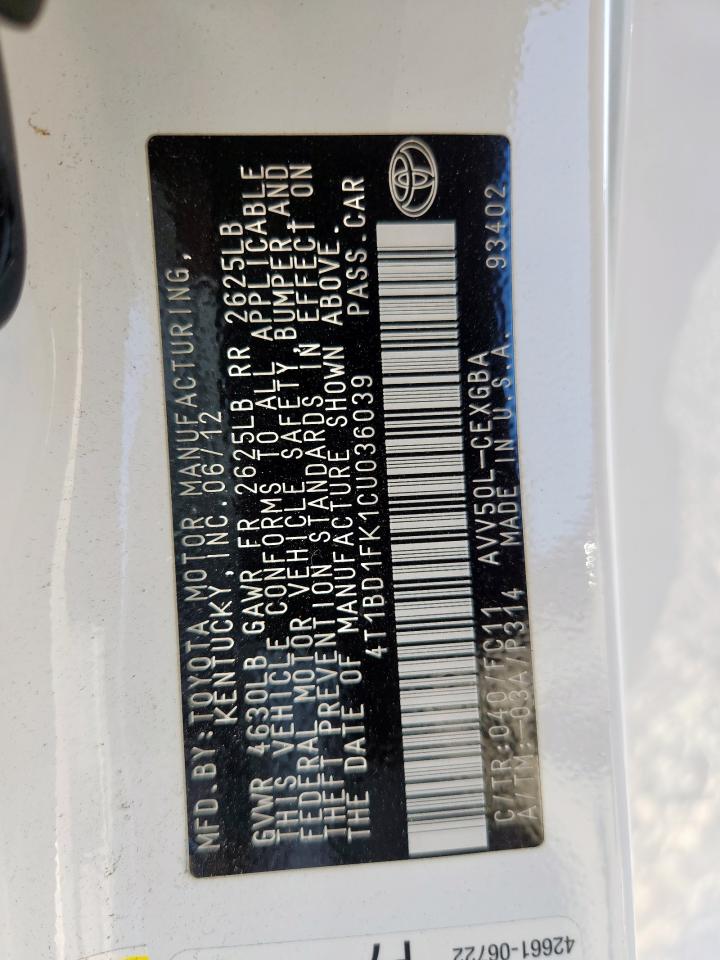 MFD.BY:TOYOTA MOTOR MANUFACTURING,
KENTUCKY,INC.06/12
GVWR 4630LB GAWR FR 2625LB RR 2625LB
THIS VEHICLE CONFORMS TO ALL APPLICABLE
FEDERAL MOTOR VEHICLE SAFETY,BUMPER AND
THEFT PREVENTION STANDARDS IN EFFECT ON
THE DATE OF MANUFACTURE SHOWN ABOVE.
4T1BD1FK1CU036039 PASS.CAR
C/TR:040/FC11 AVV50L-CEXGBA 93402
A/TM:-03A/P314 MADE IN U.S.A.
42661-06722